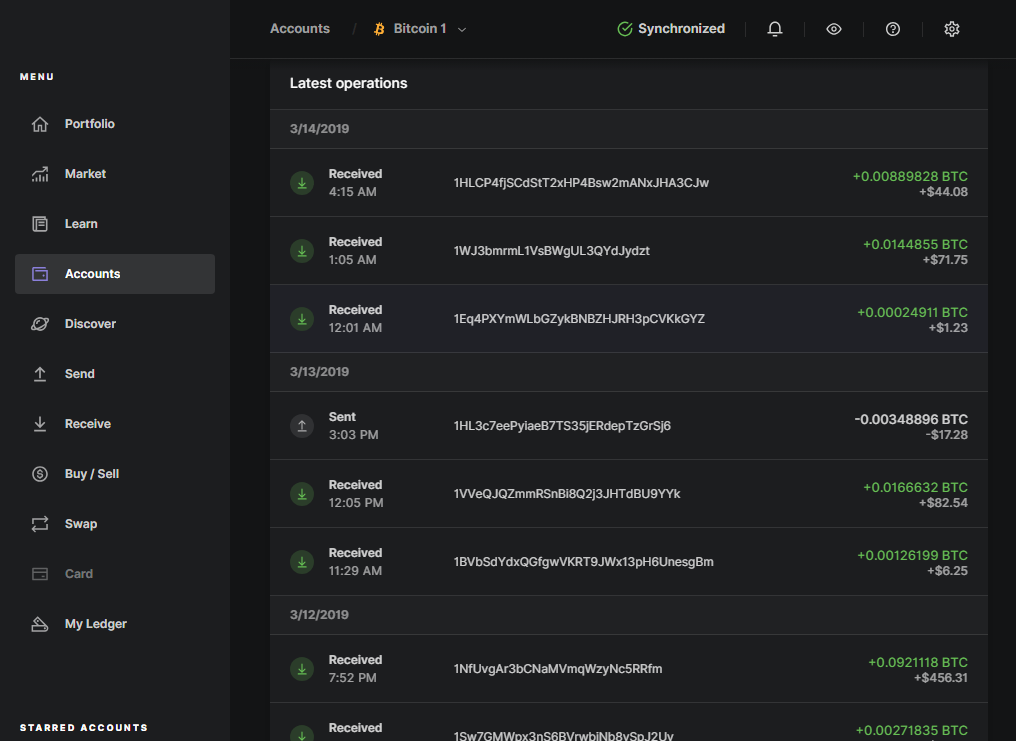 Accounts / Bitcoin 1 Synchronized
MENU
Portfolio
Market
Learn
Accounts
Discover
Send
Receive
Buy / Sell
Swap
Card
My Ledger
STARRED ACCOUNTS
Latest operations
3/14/2019
Received 1HLCP4fjSCdStT2xHP4Bsw2mANxJHA3CJw +0.00889828 BTC
4:15 AM +$44.08
Received 1WJ3bmrmL1VsBWgUL3QYdJydzt +0.0144855 BTC
1:05 AM +$71.75
Received 1Eq4PXYmWLbGZykBNBZHJRH3pCVKkGYZ +0.00024911 BTC
12:01 AM +$1.23
3/13/2019
Sent 1HL3c7eePyiaeB7TS35jERdepTzGrSj6 -0.00348896 BTC
3:03 PM -$17.28
Received 1VVeQJQZmmRSnBi8Q2j3JHTdBU9YYk +0.0166632 BTC
12:05 PM +$82.54
Received 1BVbSdYdxQGfgwVKRT9JWx13pH6UnesgBm +0.00126199 BTC
11:29 AM +$6.25
3/12/2019
Received 1NfUvgAr3bCNaMVmqWzyNc5RRfm +0.0921118 BTC
7:52 PM +$456.31
Received +0.00271835 BTC